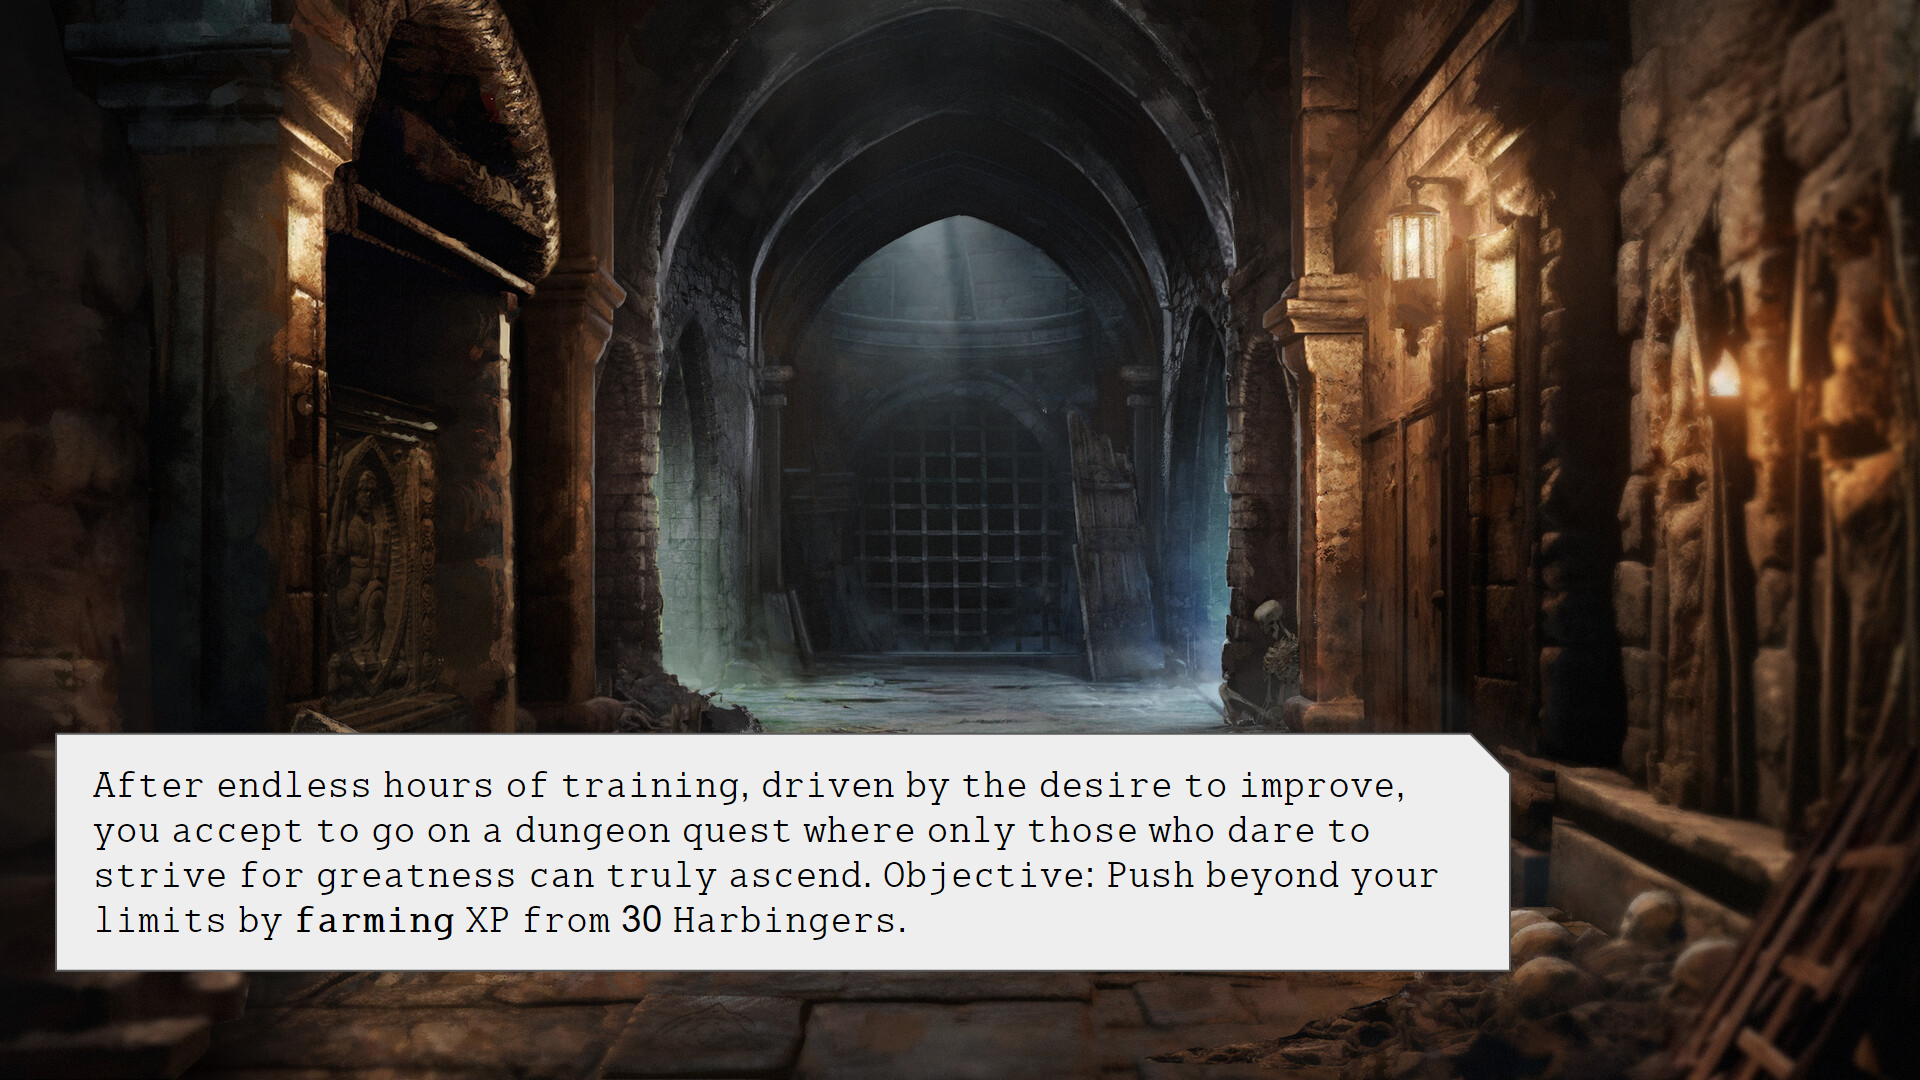 After endless hours of training, driven by the desire to improve,
you accept to go on a dungeon quest where only those who dare to
strive for greatness can truly ascend. Objective: Push beyond your
limits by farming XP from 30 Harbingers.